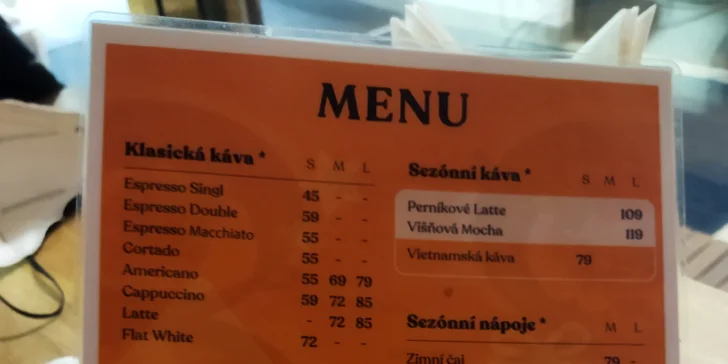 MENU
Klasická káva * S M L
Espresso Singl 45 - -
Espresso Double 59 - -
Espresso Macchiato 55 - -
Cortado 55 - -
Americano 55 69 79
Cappuccino 59 72 85
Latte - 72 85
Flat White 72 - -
Sezónní káva * S M L
Perníkové Latte 109
Višňová Mocha 119
Vietnamská káva 79
Sezónní nápoje * M L
Zimní čaj 79 -